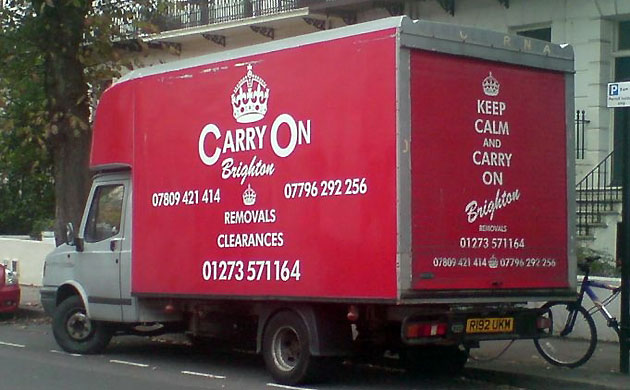 CARRY ON
Brighton
07809 421 414
07796 292 256
REMOVALS
CLEARANCES
01273 571164
KEEP
CALM
AND
CARRY
ON
Brighton
REMOVALS
01273 571164
07809 421 414 07796 292 256
R192 UKM
P